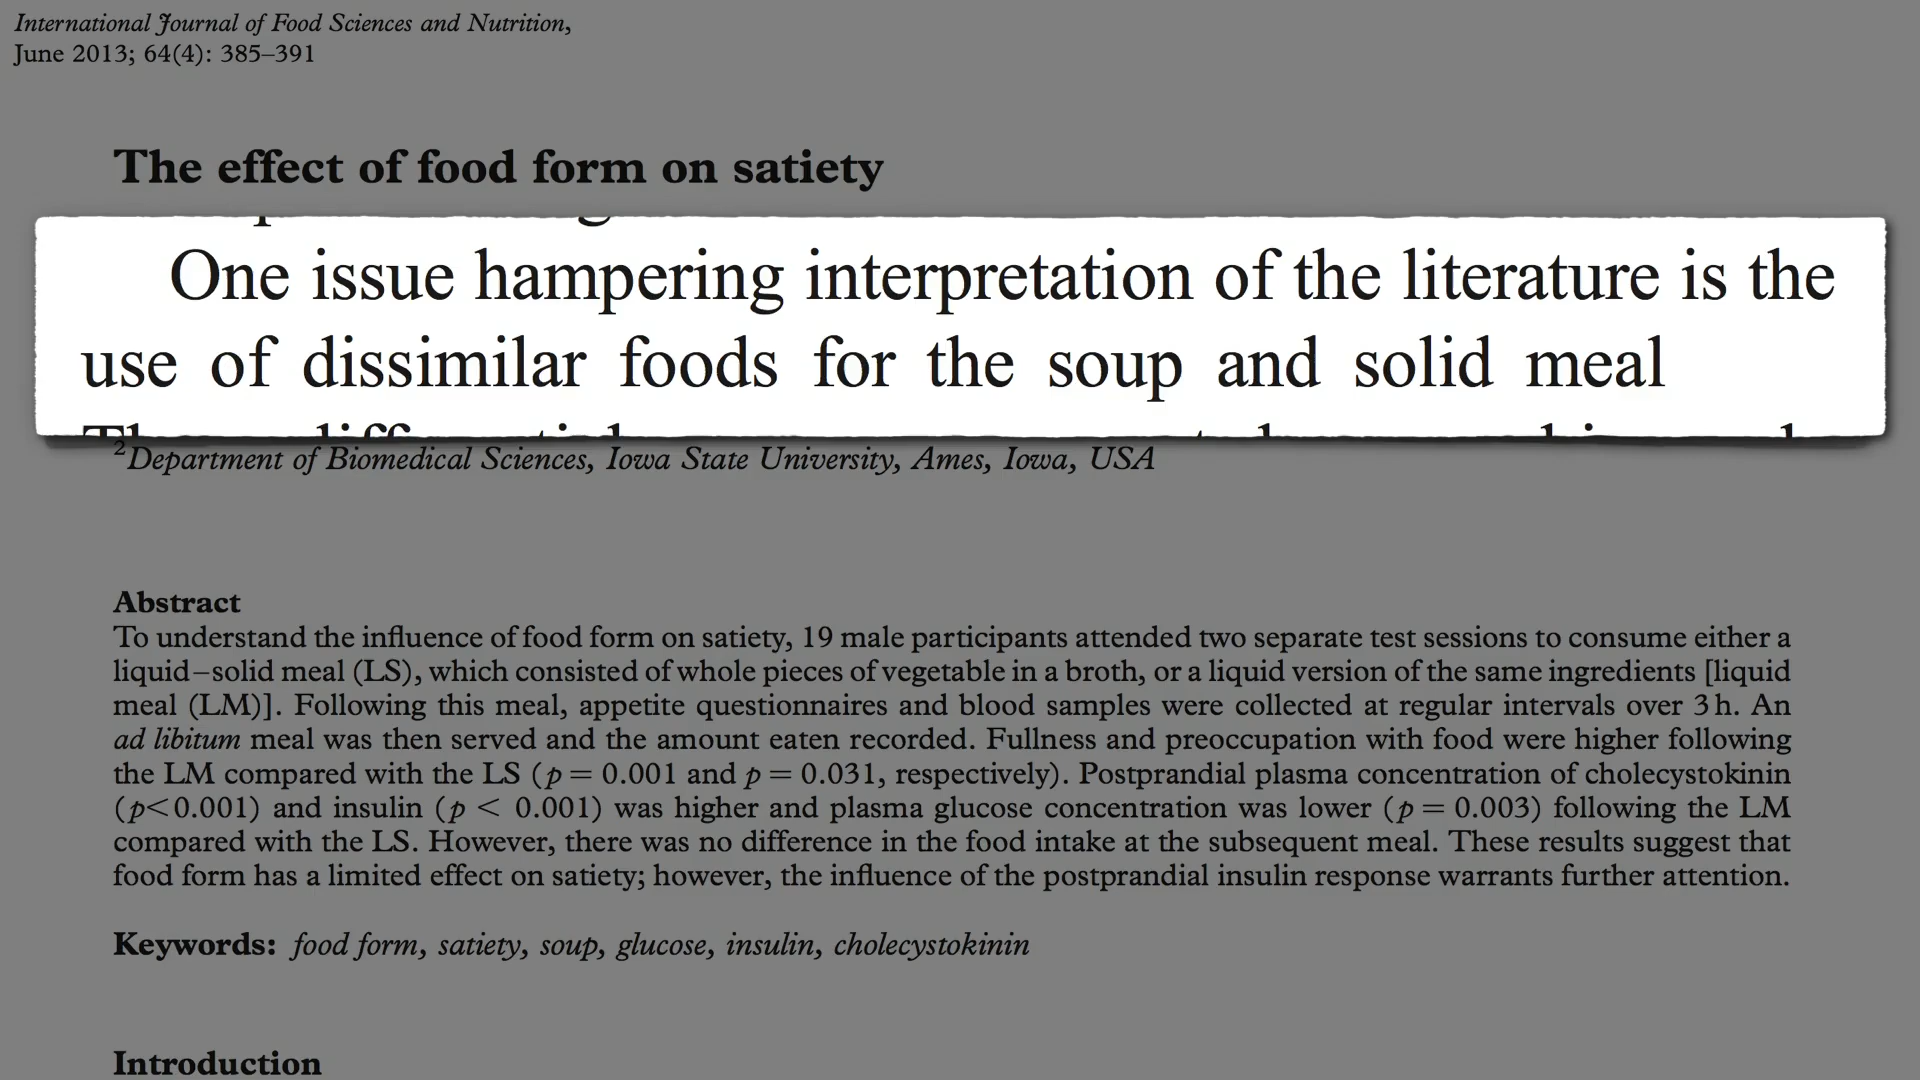 International Journal of Food Sciences and Nutrition,
June 2013; 64(4): 385–391
The effect of food form on satiety
One issue hampering interpretation of the literature is the
use of dissimilar foods for the soup and solid meal
²Department of Biomedical Sciences, Iowa State University, Ames, Iowa, USA
Abstract
To understand the influence of food form on satiety, 19 male participants attended two separate test sessions to consume either a
liquid–solid meal (LS), which consisted of whole pieces of vegetable in a broth, or a liquid version of the same ingredients [liquid
meal (LM)]. Following this meal, appetite questionnaires and blood samples were collected at regular intervals over 3 h. An
ad libitum meal was then served and the amount eaten recorded. Fullness and preoccupation with food were higher following
the LM compared with the LS (p = 0.001 and p = 0.031, respectively). Postprandial plasma concentration of cholecystokinin
(p<0.001) and insulin (p < 0.001) was higher and plasma glucose concentration was lower (p = 0.003) following the LM
compared with the LS. However, there was no difference in the food intake at the subsequent meal. These results suggest that
food form has a limited effect on satiety; however, the influence of the postprandial insulin response warrants further attention.
Keywords: food form, satiety, soup, glucose, insulin, cholecystokinin
Introduction